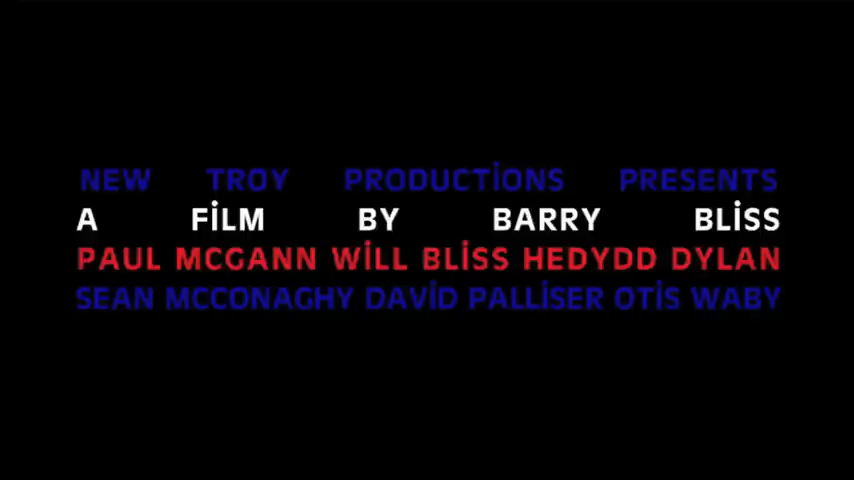 NEW TROY PRODUCTİONS PRESENTS
A FİLM BY BARRY BLİSS
PAUL MCGANN WİLL BLİSS HEDYDD DYLAN
SEAN MCCONAGHY DAVİD PALLİSER OTİS WABY